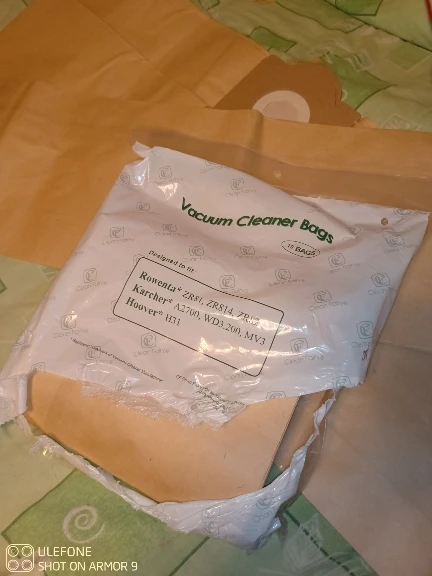 Vacuum Cleaner Bags
10 BAGS
Designed to fit
Rowenta* ZR81, ZR814,
Karcher* A2700, WD3.200, MV3
Hoover* H31
CleanForce
ULEFONE
SHOT ON ARMOR 9